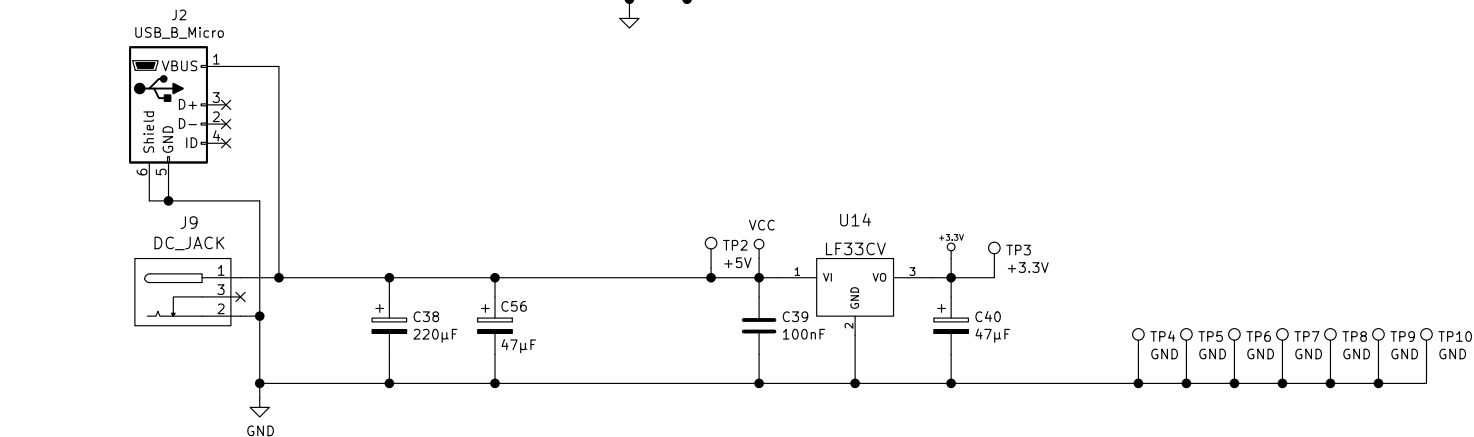 J2
USB_B_Micro
VBUS 1
D+ 3
D- 2
ID 4
Shield
GND
6
5
J9
DC_JACK
1
3
2
+
C38
220µF
+
C56
47µF
TP2
+5V
VCC
C39
100nF
U14
LF33CV
1 VI
VO 3
GND
2
+3.3V
TP3
+3.3V
+
C40
47µF
TP4
GND
TP5
GND
TP6
GND
TP7
GND
TP8
GND
TP9
GND
TP10
GND
GND